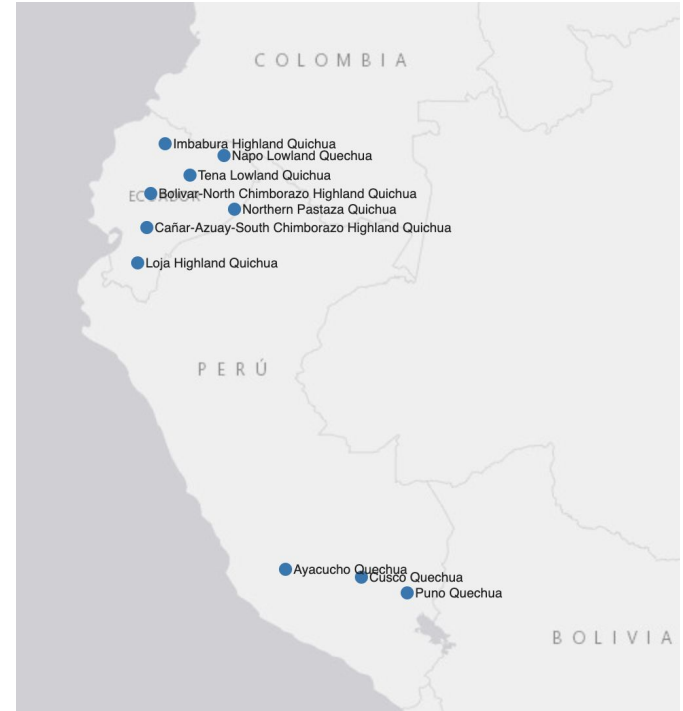 COLOMBIA
Imbabura Highland Quichua
Napo Lowland Quechua
Tena Lowland Quichua
ECUADOR
Bolivar-North Chimborazo Highland Quichua
Northern Pastaza Quichua
Cañar-Azuay-South Chimborazo Highland Quichua
Loja Highland Quichua
PERÚ
Ayacucho Quechua
Cusco Quechua
Puno Quechua
BOLIVIA